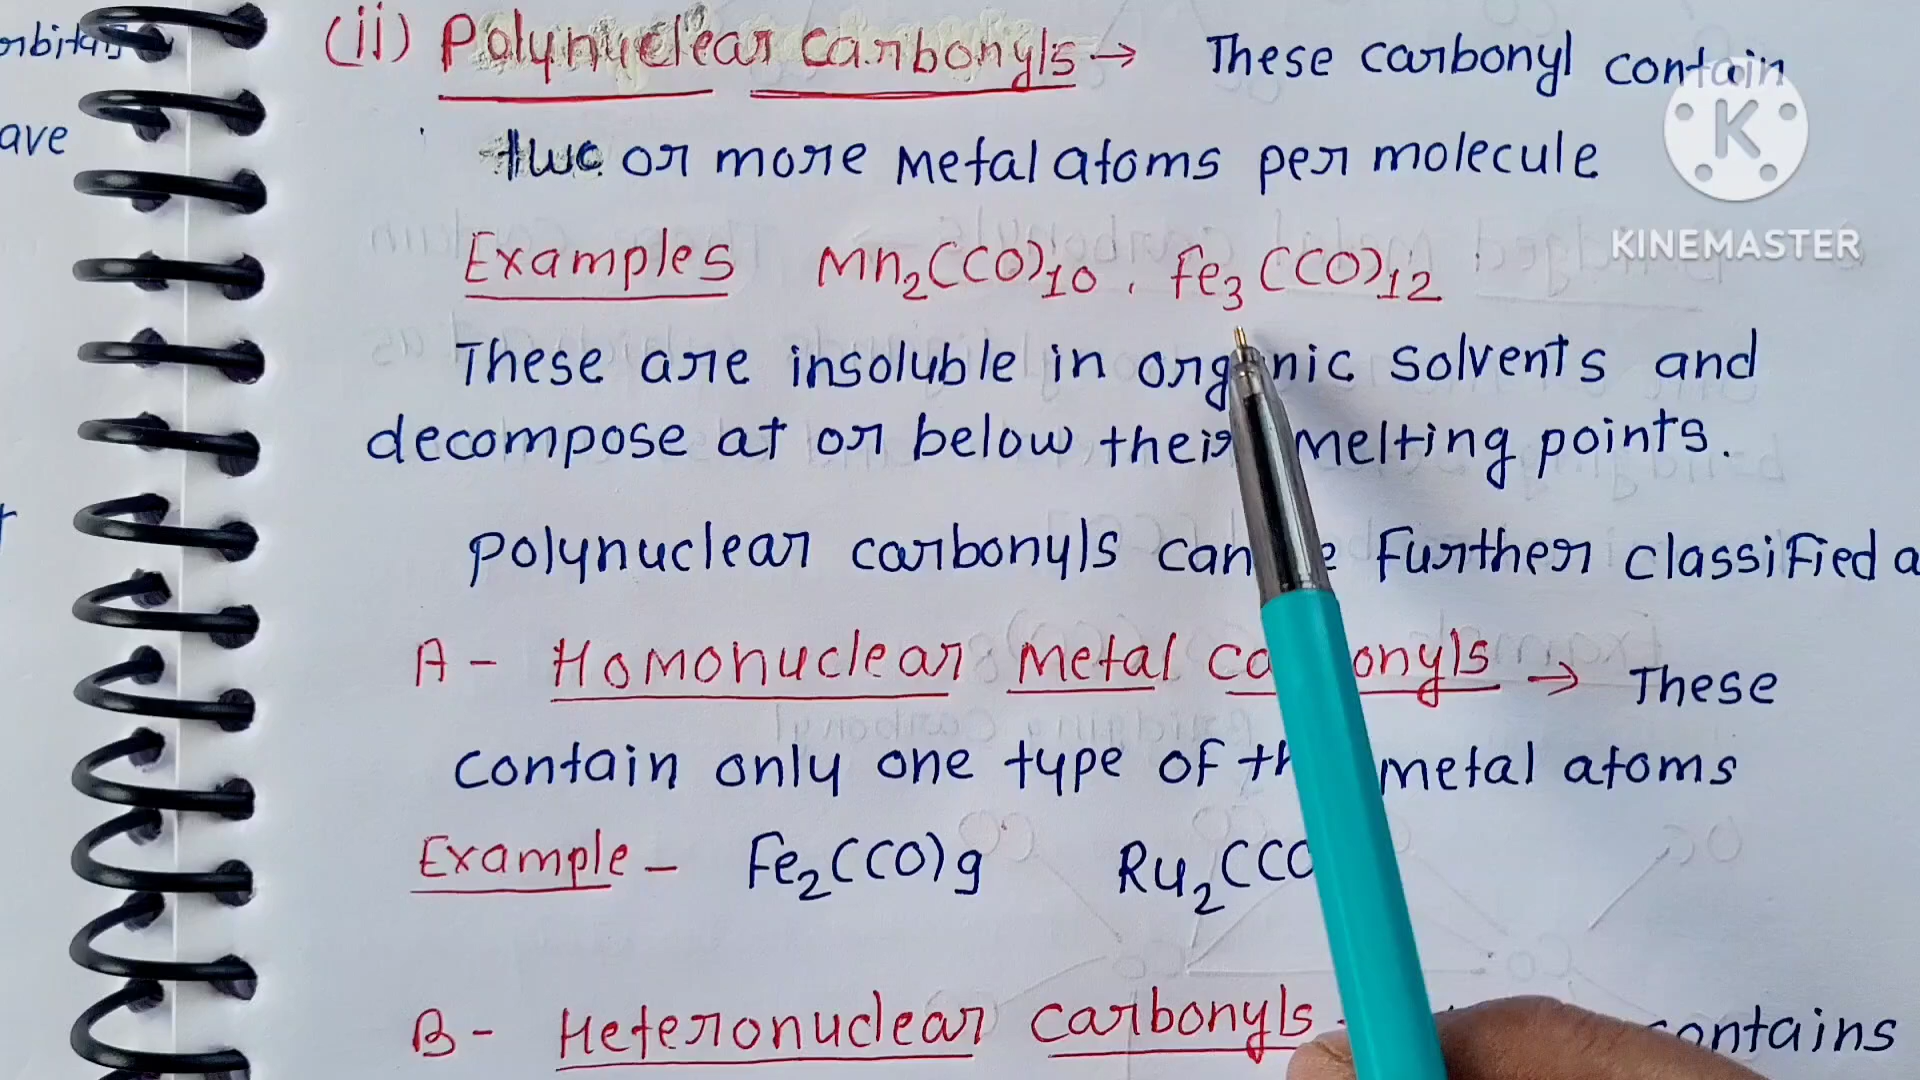 orbitals
ave
(ii) Polynuclear carbonyls → These carbonyl contain
two or more metal atoms per molecule
Examples Mn₂(CO)10, Fe3(CO)12
These are insoluble in organic solvents and
decompose at or below their melting points.
Polynuclear carbonyls can Further classified a
A - Homonuclear metal carbonyls → These
contain only one type of metal atoms
Example - Fe₂(CO)9 Ru₂(CO
B - Heteronuclear carbonyls contains
K
KINEMASTER